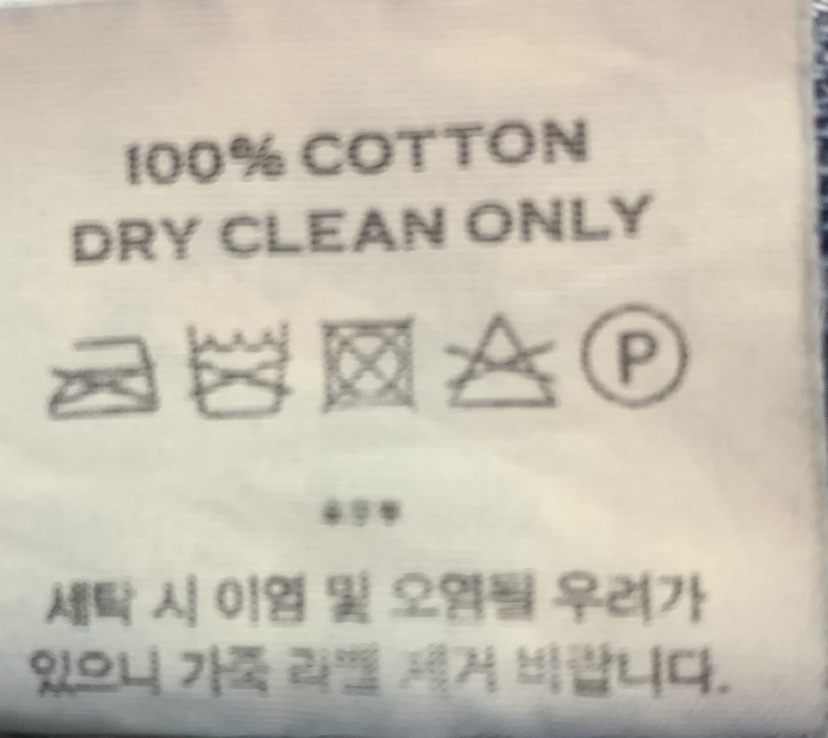 100% COTTON
DRY CLEAN ONLY
P
세탁 시 이염 및 오염될 우려가
있으니 가죽 라벨 제거 바랍니다.